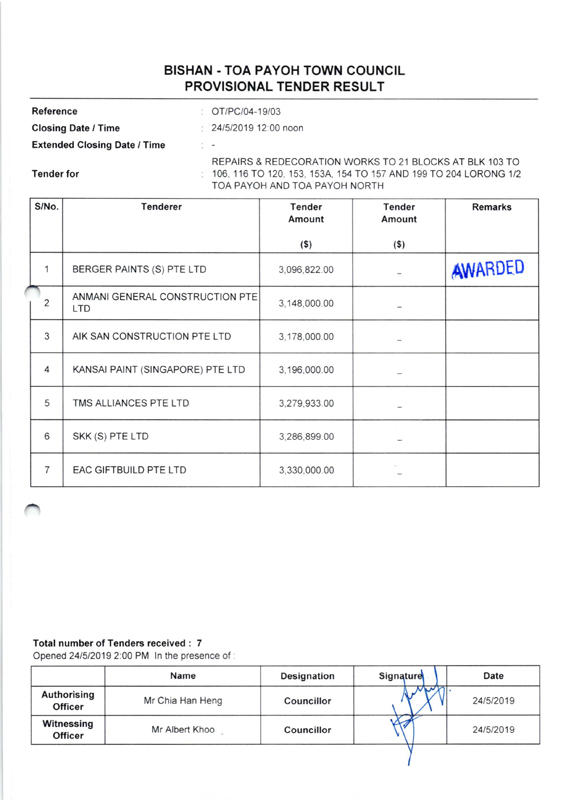 BISHAN - TOA PAYOH TOWN COUNCIL
PROVISIONAL TENDER RESULT
Reference : OT/PC/04-19/03
Closing Date / Time : 24/5/2019 12:00 noon
Extended Closing Date / Time : -
Tender for : REPAIRS & REDECORATION WORKS TO 21 BLOCKS AT BLK 103 TO
106, 116 TO 120, 153, 153A, 154 TO 157 AND 199 TO 204 LORONG 1/2
TOA PAYOH AND TOA PAYOH NORTH
S/No. Tenderer Tender Tender Remarks
Amount Amount
($) ($)
1 BERGER PAINTS (S) PTE LTD 3,096,822.00 - AWARDED
2 ANMANI GENERAL CONSTRUCTION PTE 3,148,000.00 -
LTD
3 AIK SAN CONSTRUCTION PTE LTD 3,178,000.00 -
4 KANSAI PAINT (SINGAPORE) PTE LTD 3,196,000.00 -
5 TMS ALLIANCES PTE LTD 3,279,933.00 -
6 SKK (S) PTE LTD 3,286,899.00 -
7 EAC GIFTBUILD PTE LTD 3,330,000.00 -
Total number of Tenders received : 7
Opened 24/5/2019 2:00 PM In the presence of :
Name Designation Signature Date
Authorising
Officer Mr Chia Han Heng Councillor 24/5/2019
Witnessing
Officer Mr Albert Khoo Councillor 24/5/2019